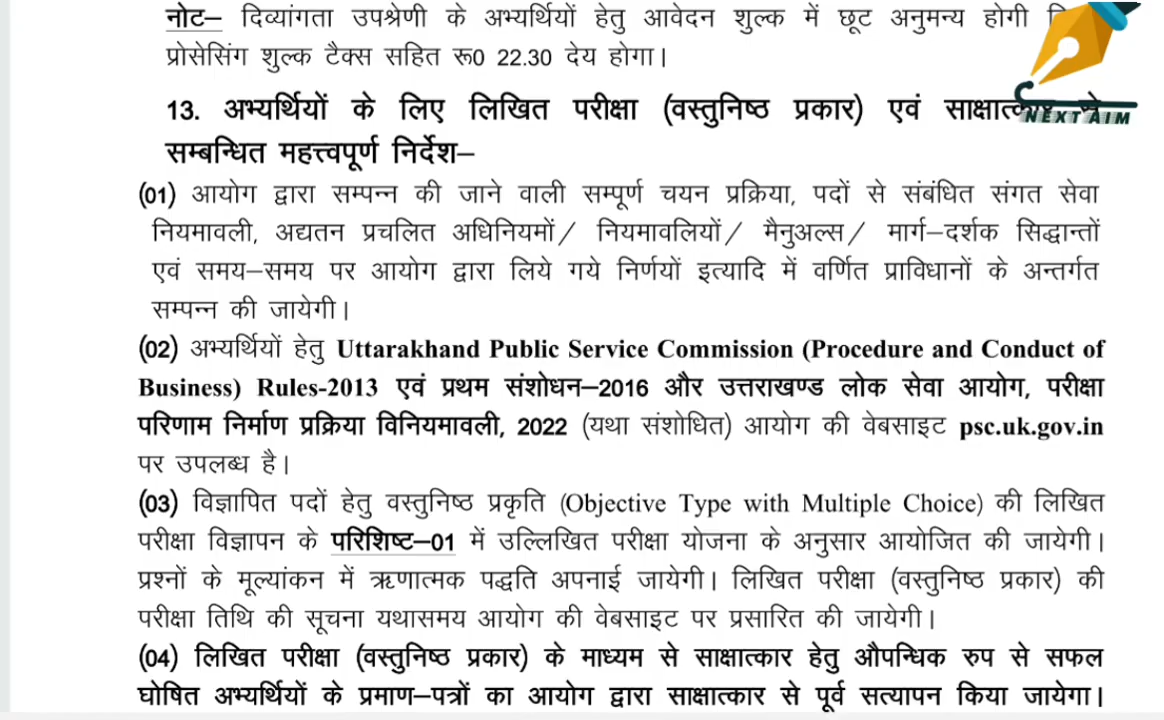 नोट– दिव्यांगता उपश्रेणी के अभ्यर्थियों हेतु आवेदन शुल्क में छूट अनुमन्य होगी
प्रोसेसिंग शुल्क टैक्स सहित रू0 22.30 देय होगा।
13. अभ्यर्थियों के लिए लिखित परीक्षा (वस्तुनिष्ठ प्रकार) एवं साक्षात्कार से
NEXT AIM
सम्बन्धित महत्त्वपूर्ण निर्देश–
(01) आयोग द्वारा सम्पन्न की जाने वाली सम्पूर्ण चयन प्रक्रिया, पदों से संबंधित संगत सेवा
नियमावली, अद्यतन प्रचलित अधिनियमों/ नियमावलियों/ मैनुअल्स/ मार्ग–दर्शक सिद्धान्तों
एवं समय–समय पर आयोग द्वारा लिये गये निर्णयों इत्यादि में वर्णित प्राविधानों के अन्तर्गत
सम्पन्न की जायेगी।
(02) अभ्यर्थियों हेतु Uttarakhand Public Service Commission (Procedure and Conduct of
Business) Rules-2013 एवं प्रथम संशोधन–2016 और उत्तराखण्ड लोक सेवा आयोग, परीक्षा
परिणाम निर्माण प्रक्रिया विनियमावली, 2022 (यथा संशोधित) आयोग की वेबसाइट psc.uk.gov.in
पर उपलब्ध है।
(03) विज्ञापित पदों हेतु वस्तुनिष्ठ प्रकृति (Objective Type with Multiple Choice) की लिखित
परीक्षा विज्ञापन के परिशिष्ट–01 में उल्लिखित परीक्षा योजना के अनुसार आयोजित की जायेगी।
प्रश्नों के मूल्यांकन में ऋणात्मक पद्धति अपनाई जायेगी। लिखित परीक्षा (वस्तुनिष्ठ प्रकार) की
परीक्षा तिथि की सूचना यथासमय आयोग की वेबसाइट पर प्रसारित की जायेगी।
(04) लिखित परीक्षा (वस्तुनिष्ठ प्रकार) के माध्यम से साक्षात्कार हेतु औपन्धिक रुप से सफल
घोषित अभ्यर्थियों के प्रमाण–पत्रों का आयोग द्वारा साक्षात्कार से पूर्व सत्यापन किया जायेगा।